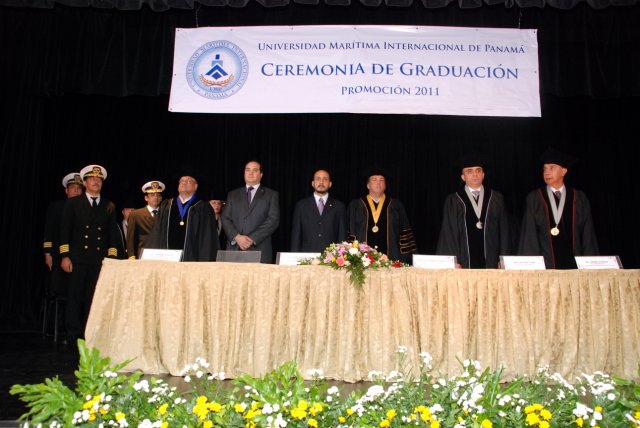 Universidad Marítima Internacional de Panamá
Ceremonia de Graduación
Promoción 2011